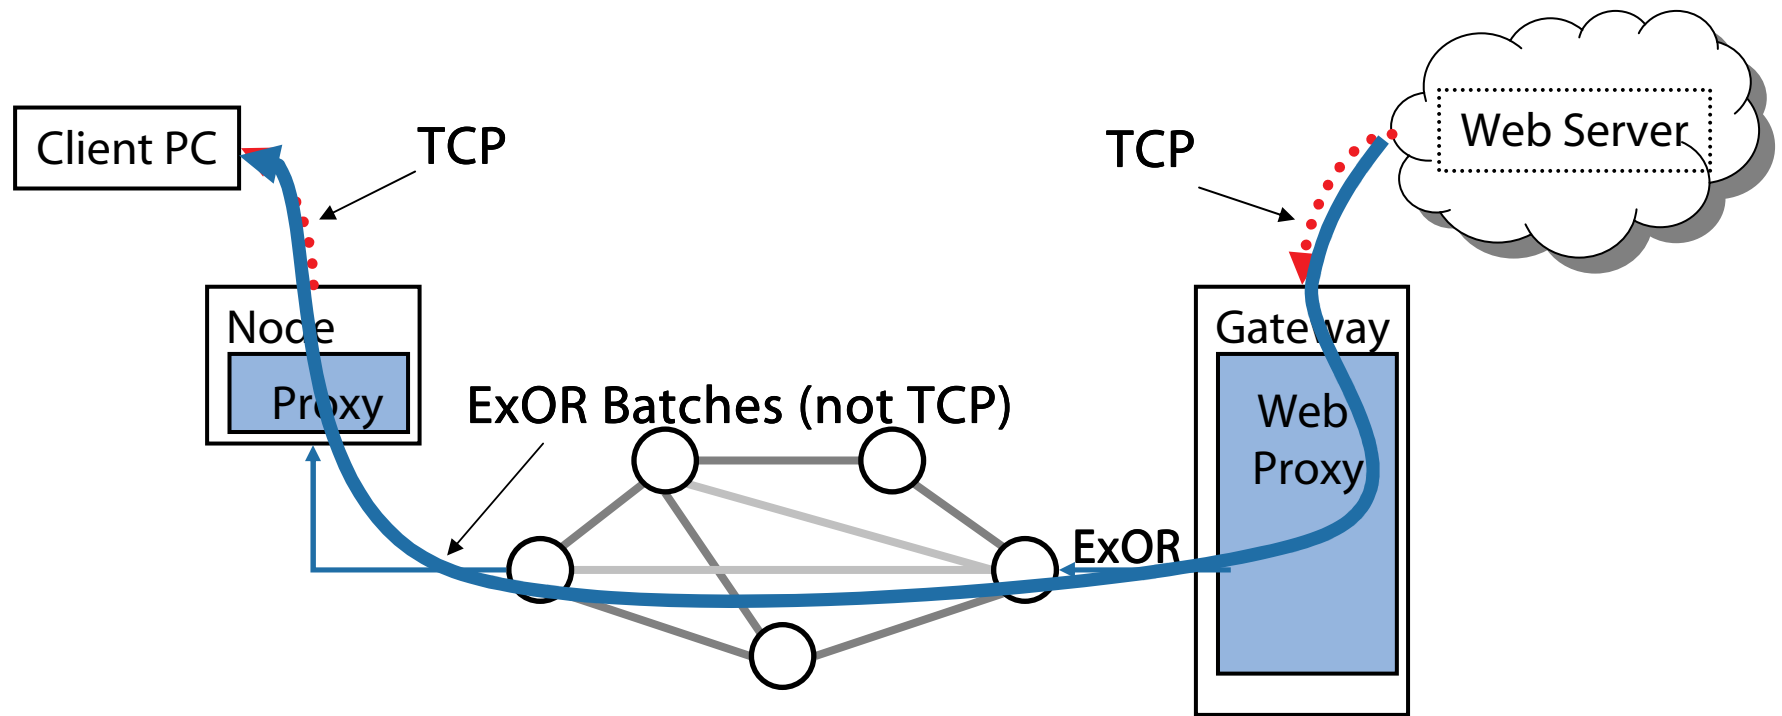 Client PC
TCP
TCP
Web Server
Node
Proxy
ExOR Batches (not TCP)
ExOR
Gateway
Web
Proxy